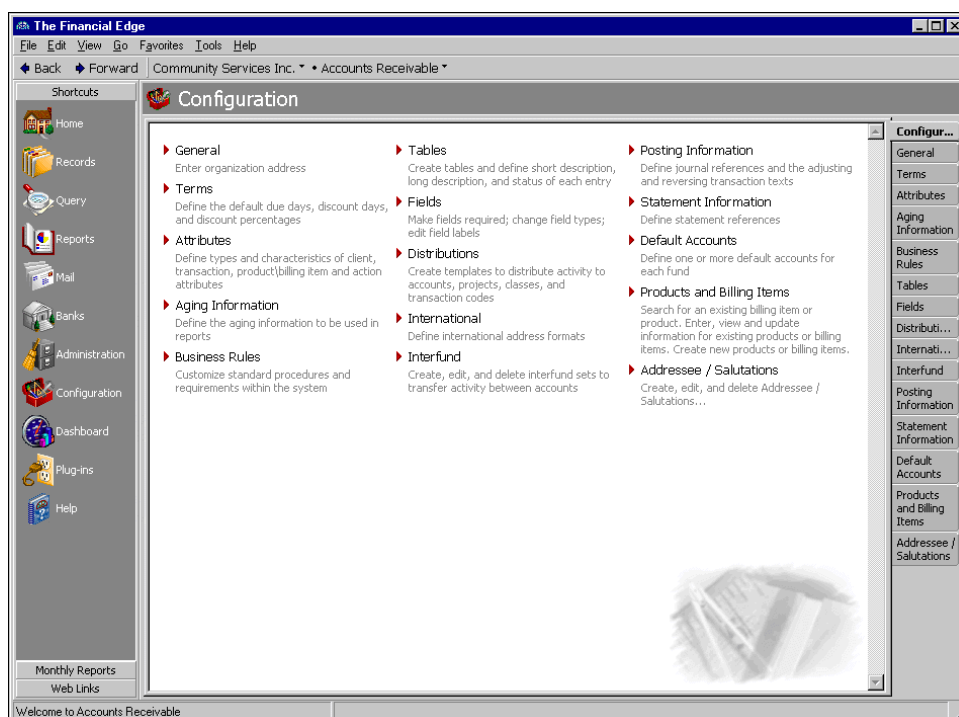 The Financial Edge
File Edit View Go Favorites Tools Help
Back Forward Community Services Inc. • Accounts Receivable
Shortcuts
Home
Records
Query
Reports
Mail
Banks
Administration
Configuration
Dashboard
Plug-ins
Help
Monthly Reports
Web Links
Configuration
General
Enter organization address
Terms
Define the default due days, discount days,
and discount percentages
Attributes
Define types and characteristics of client,
transaction, product\billing item and action
attributes
Aging Information
Define the aging information to be used in
reports
Business Rules
Customize standard procedures and
requirements within the system
Tables
Create tables and define short description,
long description, and status of each entry
Fields
Make fields required; change field types;
edit field labels
Distributions
Create templates to distribute activity to
accounts, projects, classes, and
transaction codes
International
Define international address formats
Interfund
Create, edit, and delete interfund sets to
transfer activity between accounts
Posting Information
Define journal references and the adjusting
and reversing transaction texts
Statement Information
Define statement references
Default Accounts
Define one or more default accounts for
each fund
Products and Billing Items
Search for an existing billing item or
product. Enter, view and update
information for existing products or billing
items. Create new products or billing items.
Addressee / Salutations
Create, edit, and delete Addressee /
Salutations...
Configur...
General
Terms
Attributes
Aging
Information
Business
Rules
Tables
Fields
Distributi...
Internati...
Interfund
Posting
Information
Statement
Information
Default
Accounts
Products
and Billing
Items
Addressee /
Salutations
Welcome to Accounts Receivable